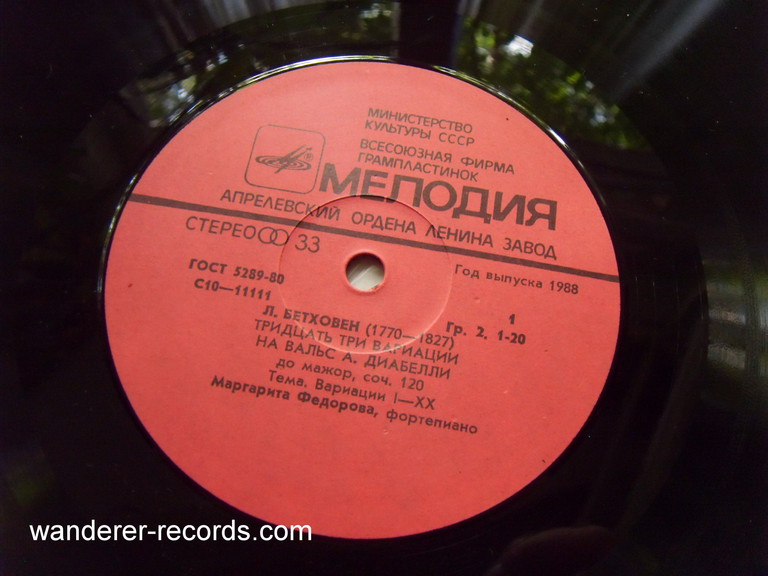 МИНИСТЕРСТВО
КУЛЬТУРЫ СССР
ВСЕСОЮЗНАЯ ФИРМА
ГРАМПЛАСТИНОК
®
МЕЛОДИЯ
АПРЕЛЕВСКИЙ ОРДЕНА ЛЕНИНА ЗАВОД
СТЕРЕО 33
Год выпуска 1988
ГОСТ 5289-80
С10—11111
1
Гр. 2. 1-20
Л. БЕТХОВЕН (1770—1827)
ТРИДЦАТЬ ТРИ ВАРИАЦИИ
НА ВАЛЬС А. ДИАБЕЛЛИ
до мажор, соч. 120
Тема. Вариации I—XX
Маргарита Федорова, фортепиано
wanderer-records.com